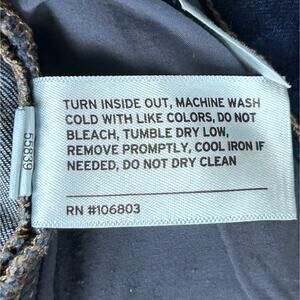 TURN INSIDE OUT, MACHINE WASH
COLD WITH LIKE COLORS, DO NOT
BLEACH, TUMBLE DRY LOW,
REMOVE PROMPTLY, COOL IRON IF
NEEDED, DO NOT DRY CLEAN
RN #106803
55839